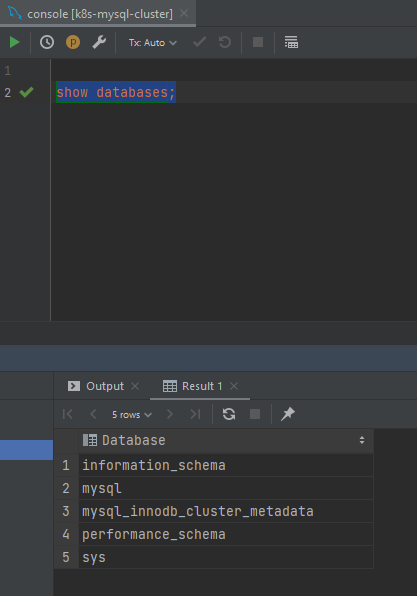 console [k8s-mysql-cluster]
p Tx: Auto
1
2 show databases;
Output Result 1
5 rows
Database
1 information_schema
2 mysql
3 mysql_innodb_cluster_metadata
4 performance_schema
5 sys